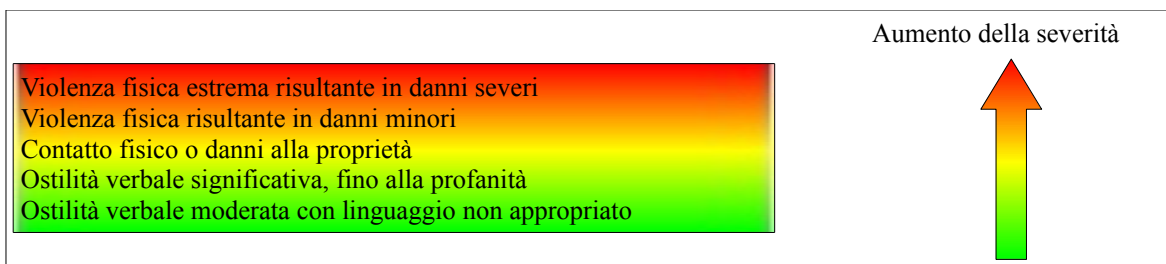 Aumento della severità
Violenza fisica estrema risultante in danni severi
Violenza fisica risultante in danni minori
Contatto fisico o danni alla proprietà
Ostilità verbale significativa, fino alla profanità
Ostilità verbale moderata con linguaggio non appropriato